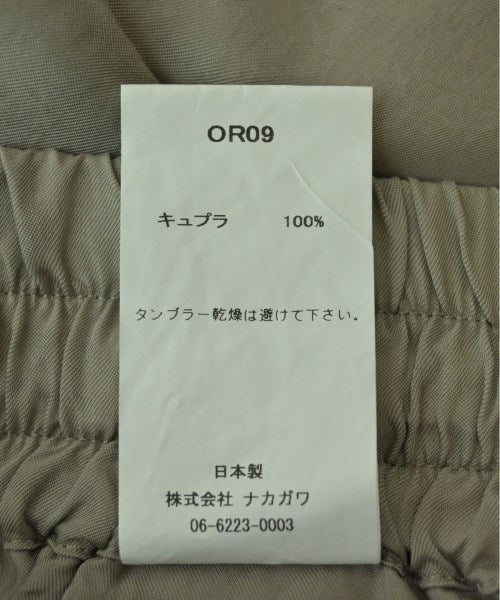 OR09
キュプラ 100%
タンブラー乾燥は避けて下さい。
日本製
株式会社 ナカガワ
06-6223-0003